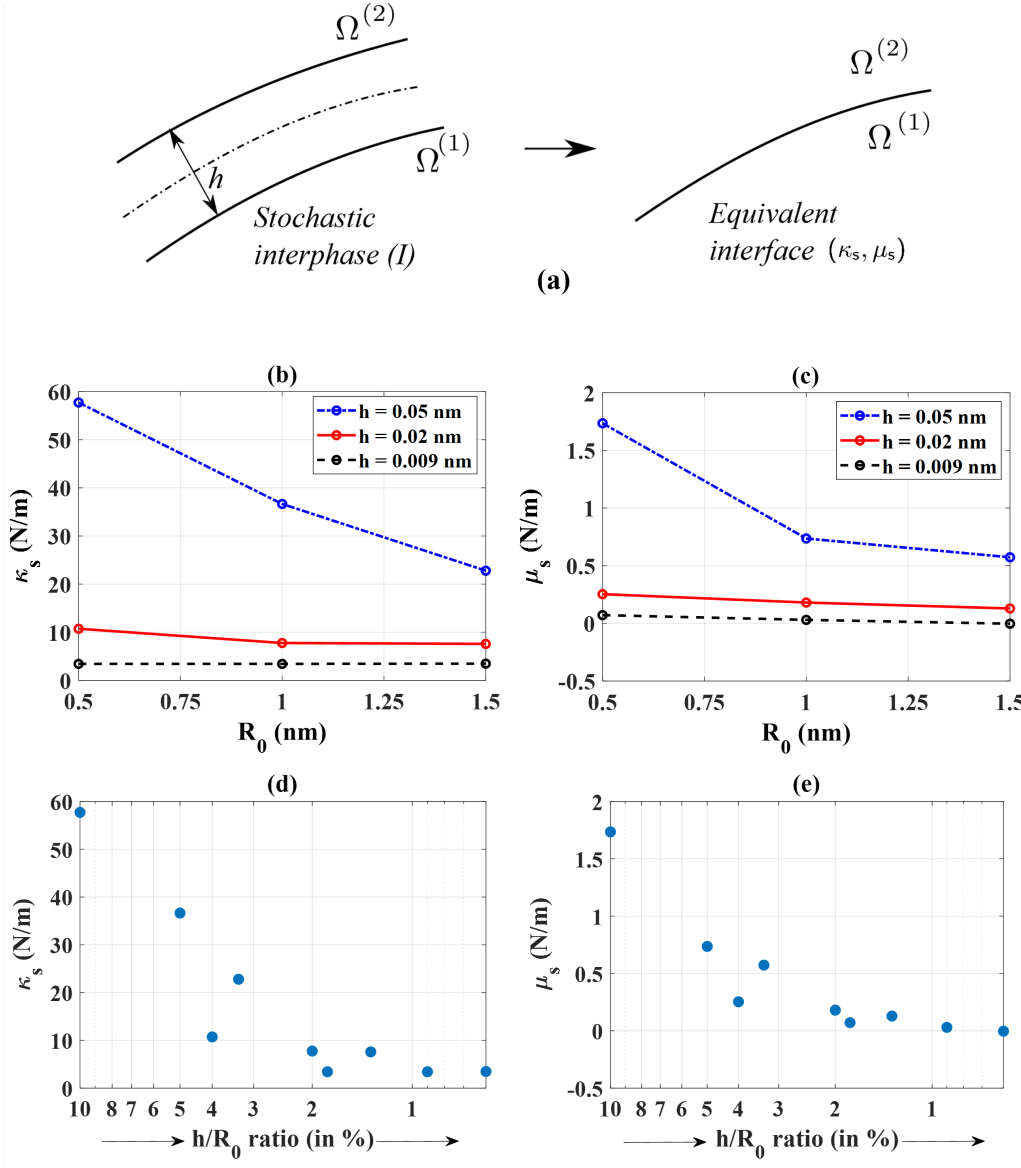 Ω(2)
Ω(2)
Ω(1)
Ω(1)
h
Stochastic
interphase (I)
Equivalent
interface (κs, μs)
(a)
(b)
60
50
40
30
20
10
0
κs (N/m)
h = 0.05 nm
h = 0.02 nm
h = 0.009 nm
0.5 0.75 1 1.25 1.5
R0 (nm)
(c)
2
1.5
1
0.5
0
-0.5
μs (N/m)
h = 0.05 nm
h = 0.02 nm
h = 0.009 nm
0.5 0.75 1 1.25 1.5
R0 (nm)
(d)
60
50
40
30
20
10
0
κs (N/m)
10 8 7 6 5 4 3 2 1
h/R0 ratio (in %)
(e)
2
1.5
1
0.5
0
-0.5
μs (N/m)
10 8 7 6 5 4 3 2 1
h/R0 ratio (in %)